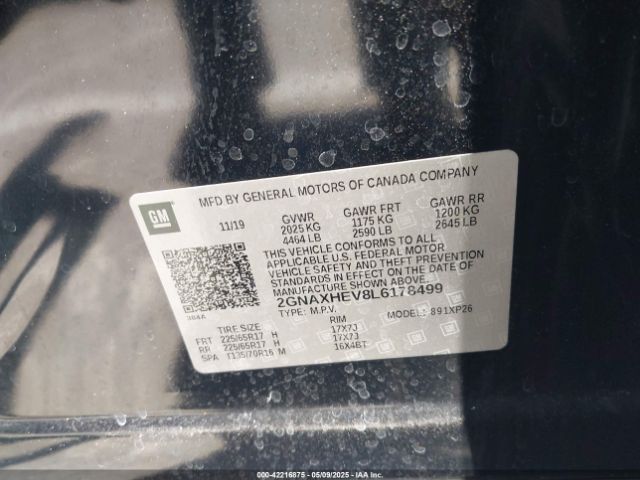 MFD BY GENERAL MOTORS OF CANADA COMPANY
GM
11/19 GVWR GAWR FRT GAWR RR
2025 KG 1175 KG 1200 KG
4464 LB 2590 LB 2645 LB
THIS VEHICLE CONFORMS TO ALL
APPLICABLE U.S. FEDERAL MOTOR
VEHICLE SAFETY AND THEFT PREVENTION
STANDARDS IN EFFECT ON THE DATE OF
MANUFACTURE SHOWN ABOVE.
2GNAXHEV8L6178499
384A
TYPE: M.P.V. MODEL: 891XP26
TIRE SIZE RIM
FRT 225/65R17 H 17X7J
RR 225/65R17 H 17X7J
SPA T135/70R16 M 16X4BT
000-42216875 - 05/09/2025 - IAA Inc.